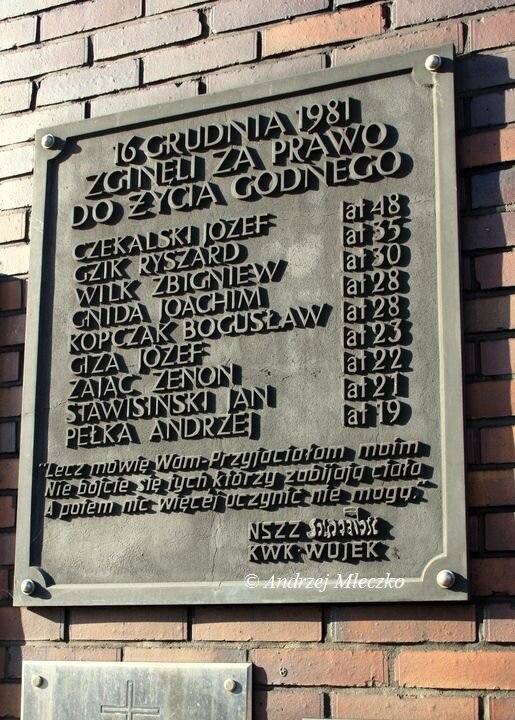 16 GRUDNIA 1981
ZGINĘLI ZA PRAWO
DO ŻYCIA GODNEGO
CZEKALSKI JÓZEF lat 48
GZIK RYSZARD lat 35
WILK ZBIGNIEW lat 30
GNIDA JOACHIM lat 28
KOPCZAK BOGUSŁAW lat 28
GIZA JÓZEF lat 23
ZAJĄC ZENON lat 22
STAWISIŃSKI JAN lat 21
PEŁKA ANDRZEJ lat 19
"Lecz mówię Wam Przyjaciołom moim
Nie bójcie się tych którzy zabijają ciało
A potem nic więcej uczynić nie mogą."
NSZZ Solidarność
KWK·WUJEK
© Andrzej Mleczko